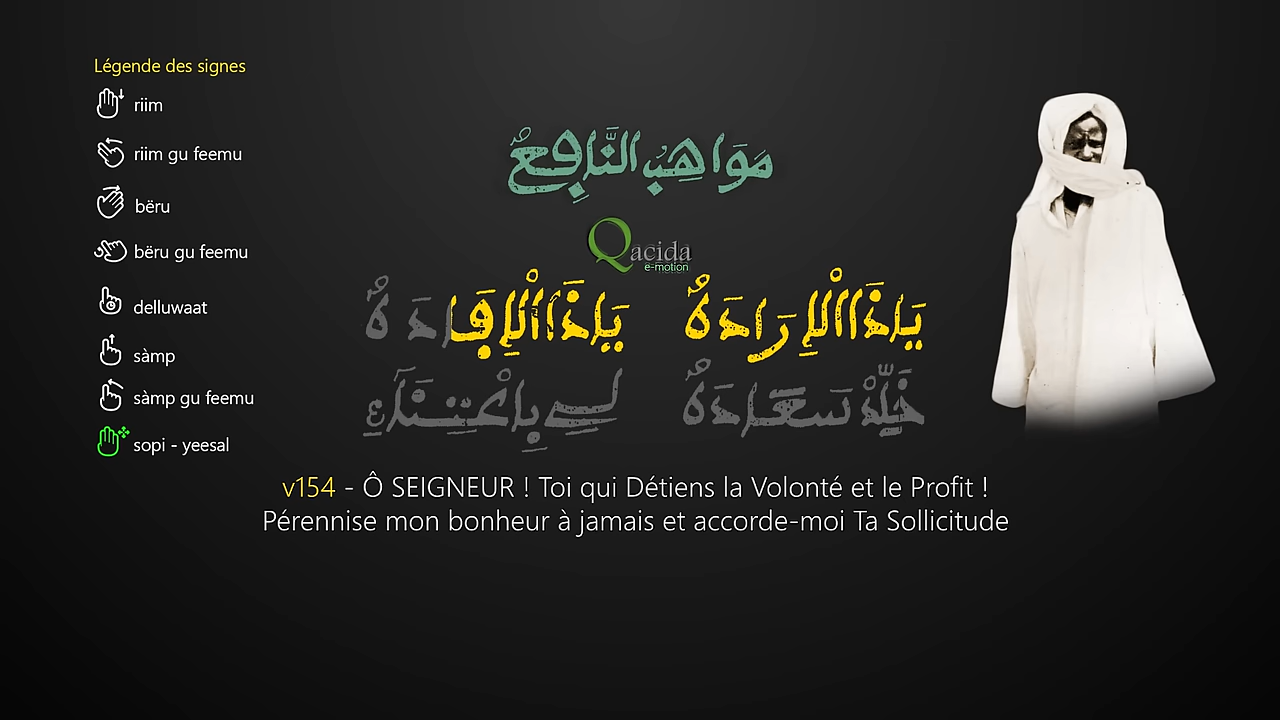 Légende des signes
riim
riim gu feemu
bëru
bëru gu feemu
delluwaat
sàmp
sàmp gu feemu
sopi - yeesal
مَوَاهِبُ النَّافِعُ
Qacida
e-motion
يَاذَا الْإِرَادَهْ يَاذَا الْإِفَادَهْ
خَلِّدْ سَعَادَهْ لِي بِاعْتِنَاءِ
v154 - Ô SEIGNEUR ! Toi qui Détiens la Volonté et le Profit !
Pérennise mon bonheur à jamais et accorde-moi Ta Sollicitude